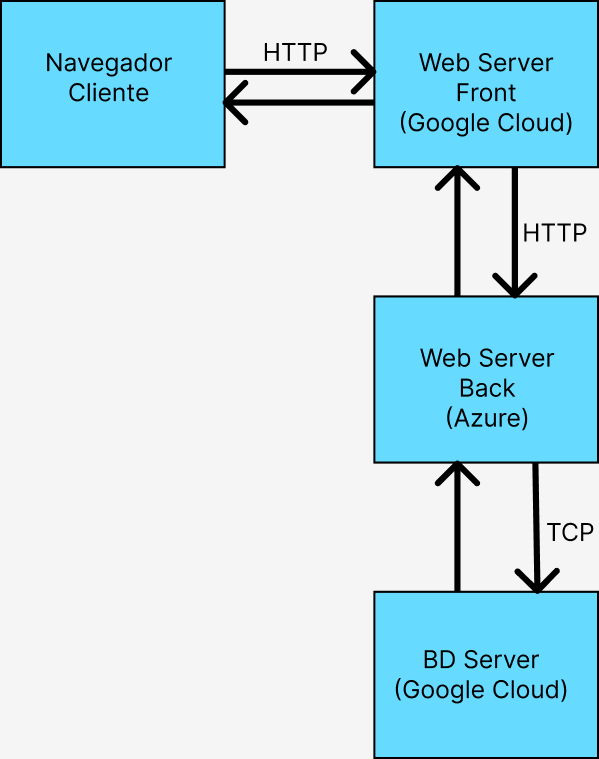 Navegador
Cliente
HTTP
Web Server
Front
(Google Cloud)
HTTP
Web Server
Back
(Azure)
TCP
BD Server
(Google Cloud)